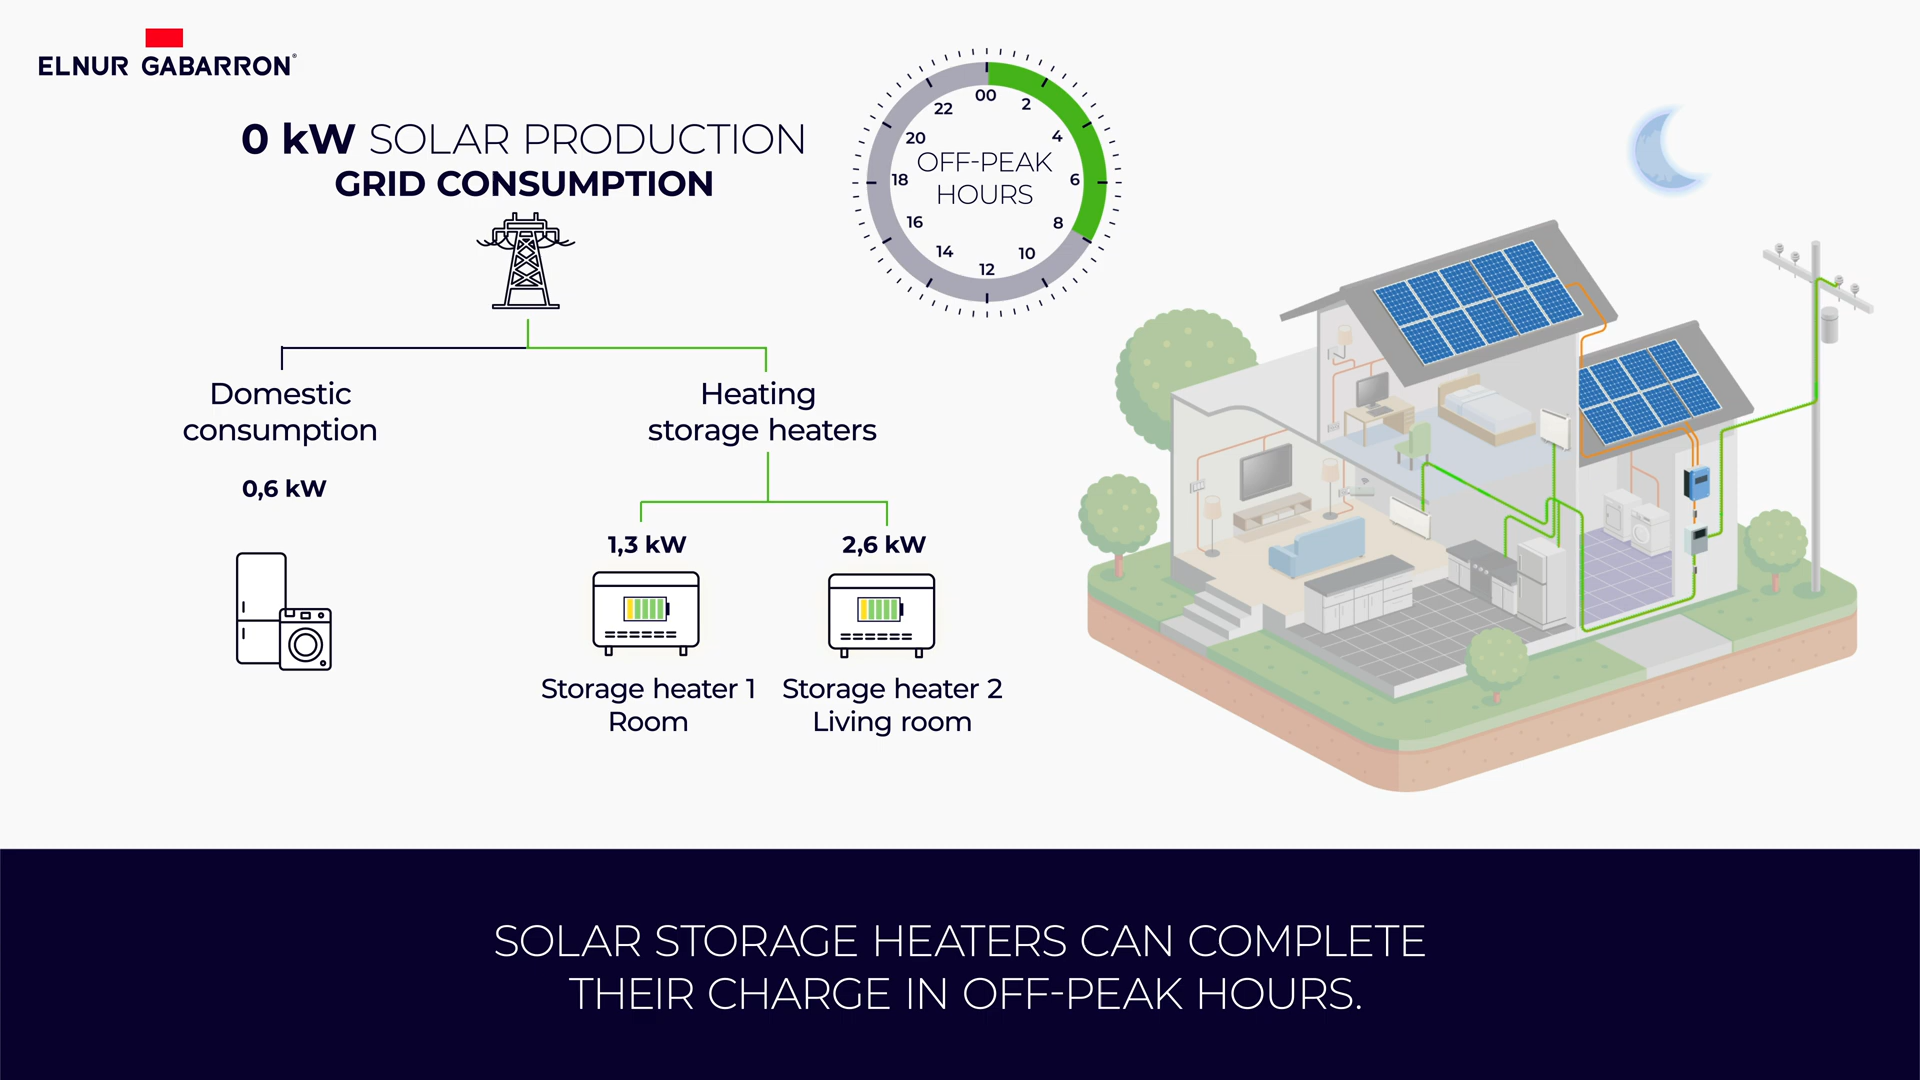 ELNUR GABARRON®
0 kW SOLAR PRODUCTION
GRID CONSUMPTION
00
2
4
6
8
10
12
14
16
18
20
22
OFF-PEAK
HOURS
Domestic
consumption
0,6 kW
Heating
storage heaters
1,3 kW
2,6 kW
Storage heater 1
Room
Storage heater 2
Living room
SOLAR STORAGE HEATERS CAN COMPLETE
THEIR CHARGE IN OFF-PEAK HOURS.